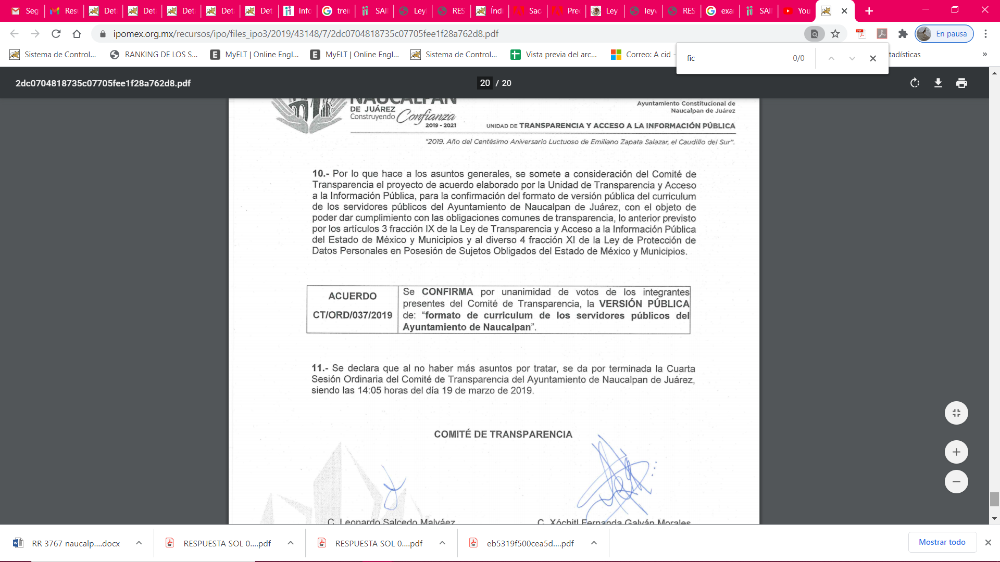 Seg
Res
Det
Det
Det
Det
Det
Info
trei
SAI
Ley
RES
Índi
Sac
Pre
Ley
leyv
RES
exa
SAI
You
ipomex.org.mx/recursos/ipo/files_ipo3/2019/43148/7/2dc0704818735c07705fee1f28a762d8.pdf
En pausa
Sistema de Control...
RANKING DE LOS S...
MyELT | Online Engl...
MyELT | Online Engl...
Sistema de Control...
Vista previa del arc...
Correo: A cid -
tadísticas
»
fic
0/0
2dc0704818735c07705fee1f28a762d8.pdf
20 / 20
NAUCALPAN
DE JUÁREZ
Construyendo Confianza
2019 - 2021
Ayuntamiento Constitucional de
Naucalpan de Juárez
UNIDAD DE TRANSPARENCIA Y ACCESO A LA INFORMACIÓN PÚBLICA
"2019. Año del Centésimo Aniversario Luctuoso de Emiliano Zapata Salazar, el Caudillo del Sur".
10.- Por lo que hace a los asuntos generales, se somete a consideración del Comité de
Transparencia el proyecto de acuerdo elaborado por la Unidad de Transparencia y Acceso
a la Información Pública, para la confirmación del formato de versión pública del curriculum
de los servidores públicos del Ayuntamiento de Naucalpan de Juárez, con el objeto de
poder dar cumplimiento con las obligaciones comunes de transparencia, lo anterior previsto
por los artículos 3 fracción IX de la Ley de Transparencia y Acceso a la Información Pública
del Estado de México y Municipios y al diverso 4 fracción XI de la Ley de Protección de
Datos Personales en Posesión de Sujetos Obligados del Estado de México y Municipios.
ACUERDO
CT/ORD/037/2019
Se CONFIRMA por unanimidad de votos de los integrantes
presentes del Comité de Transparencia, la VERSIÓN PÚBLICA
de: "formato de curriculum de los servidores públicos del
Ayuntamiento de Naucalpan".
11.- Se declara que al no haber más asuntos por tratar, se da por terminada la Cuarta
Sesión Ordinaria del Comité de Transparencia del Ayuntamiento de Naucalpan de Juárez,
siendo las 14:05 horas del día 19 de marzo de 2019.
COMITÉ DE TRANSPARENCIA
C. Leonardo Salcedo Malváez
C. Xóchitl Fernanda Galván Morales
RR 3767 naucalp....docx
RESPUESTA SOL 0....pdf
RESPUESTA SOL 0....pdf
eb5319f500cea5d....pdf
Mostrar todo